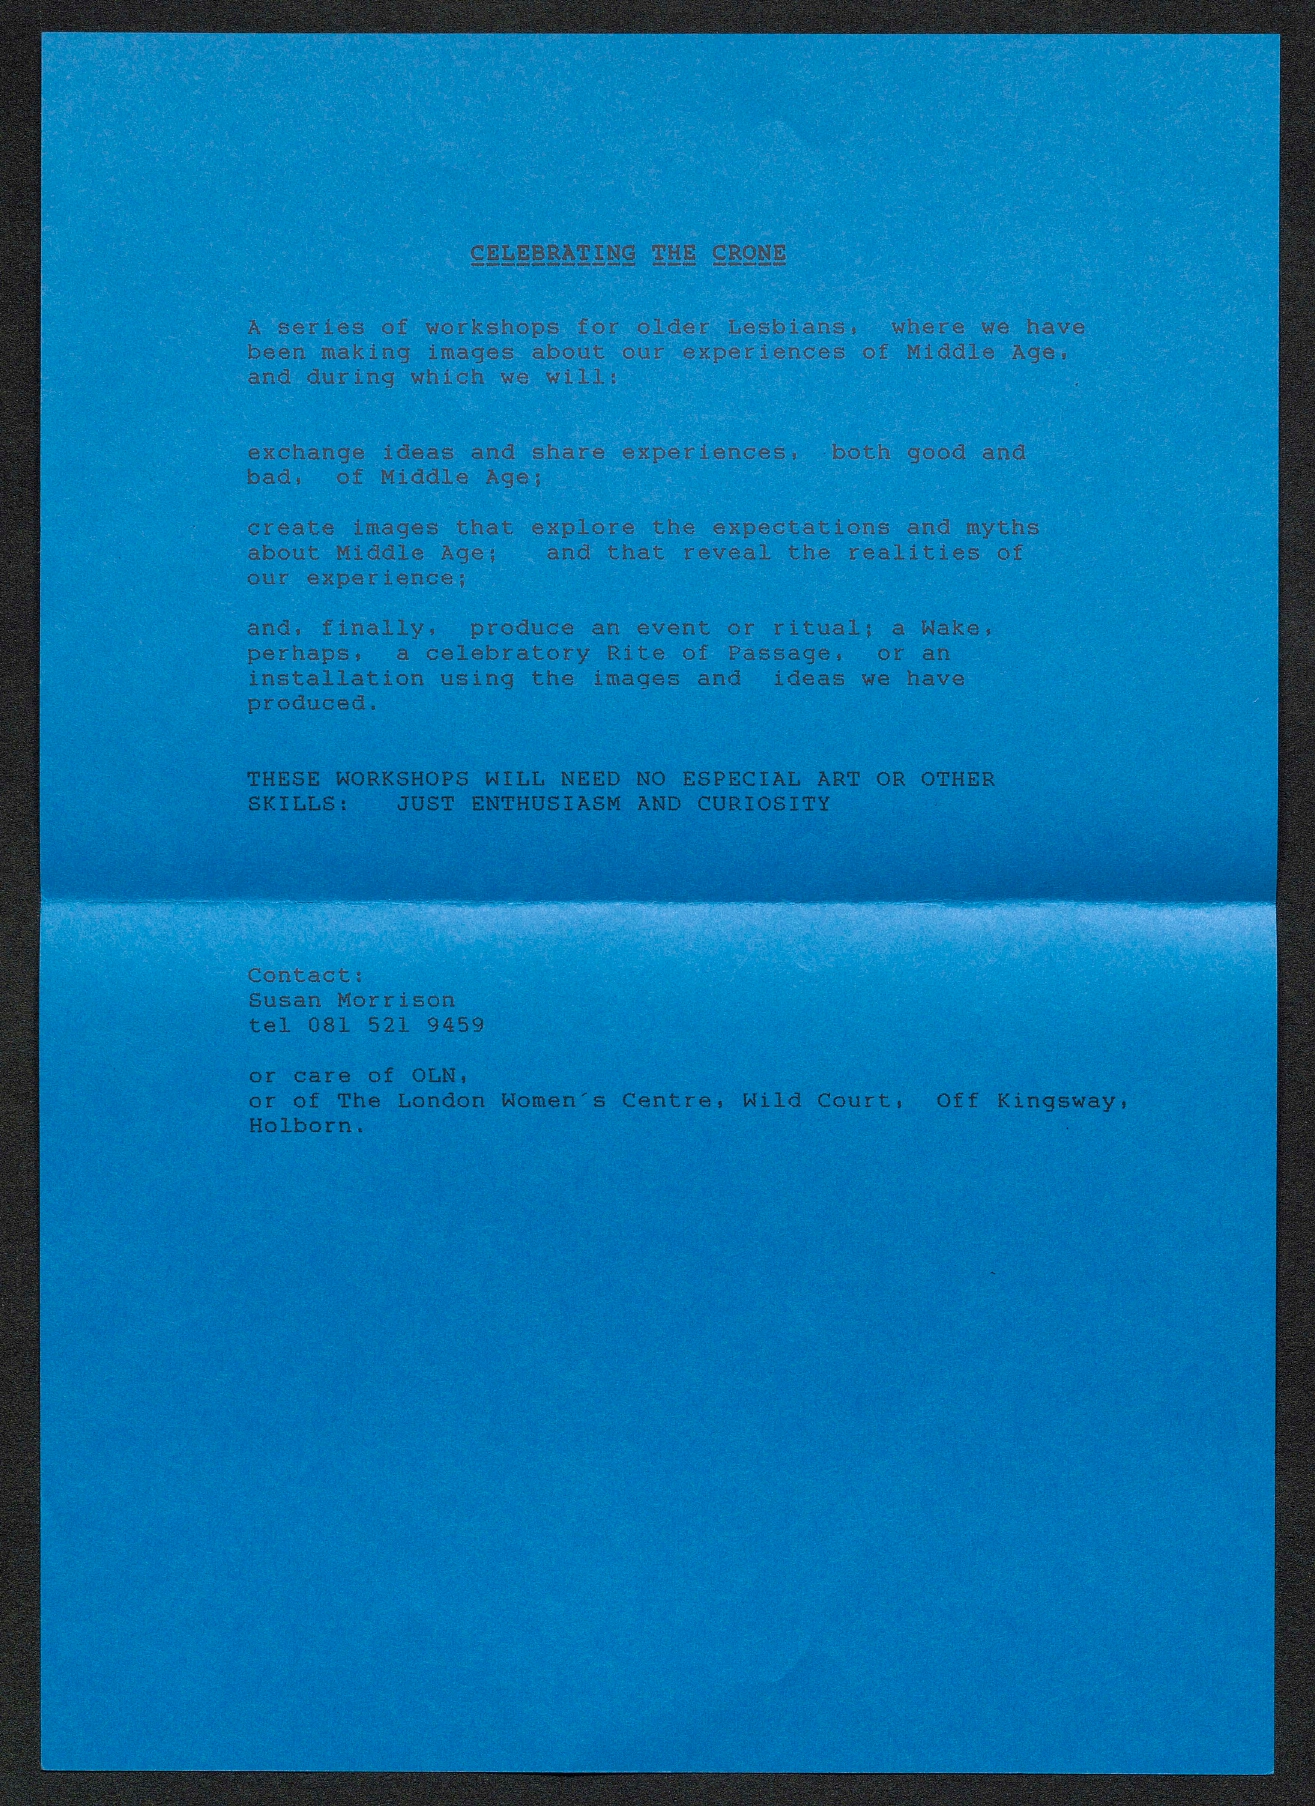 CELEBRATING THE CRONE
A series of workshops for older Lesbians, where we have
been making images about our experiences of Middle Age,
and during which we will:
exchange ideas and share experiences, both good and
bad, of Middle Age;
create images that explore the expectations and myths
about Middle Age; and that reveal the realities of
our experience;
and, finally, produce an event or ritual; a Wake,
perhaps, a celebratory Rite of Passage, or an
installation using the images and ideas we have
produced.
THESE WORKSHOPS WILL NEED NO ESPECIAL ART OR OTHER
SKILLS: JUST ENTHUSIASM AND CURIOSITY
Contact:
Susan Morrison
tel 081 521 9459
or care of OLN,
or of The London Women´s Centre, Wild Court, Off Kingsway,
Holborn.